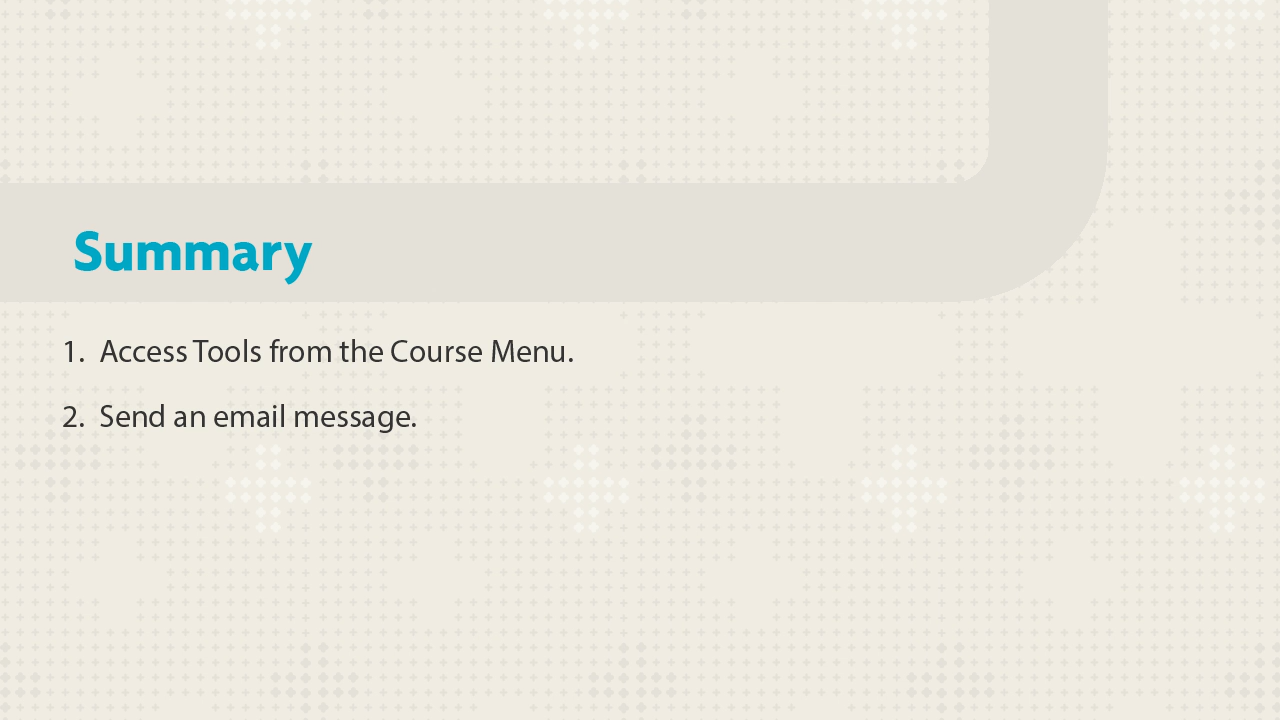 Summary
1. Access Tools from the Course Menu.
2. Send an email message.